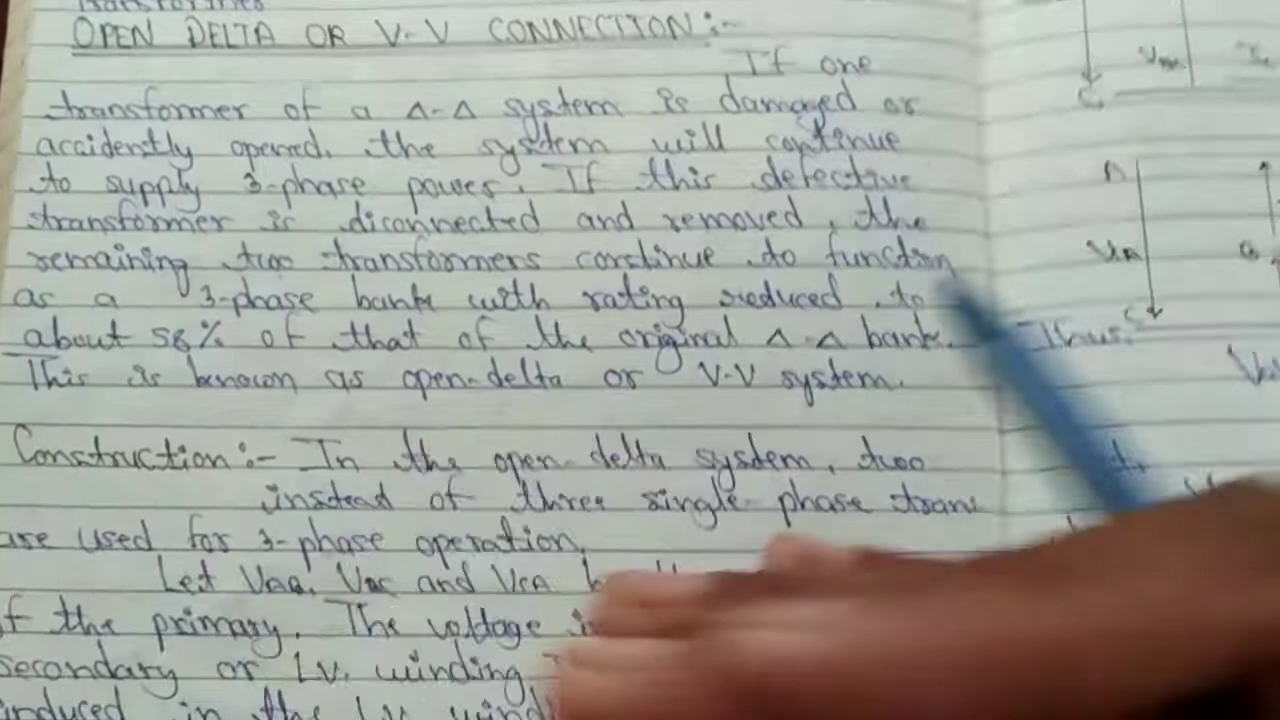 OPEN DELTA OR V-V CONNECTION:-
If one
transformer of a Δ-Δ system is damaged or
accidently opened, the system will continue
to supply 3-phase power. If this defective
transformer is diconnected and removed, the
remaining two transformers continue to function
as a 3-phase bank with rating reduced to
about 58% of that of the original Δ-Δ bank.
This is known as open-delta or V-V system.
Construction:- In the open-delta system, two
instead of three single-phase trans
are used for 3-phase operation,
Let and VCA
f the primary. The voltage
secondary or LV. winding
induced in the LV
Thus.